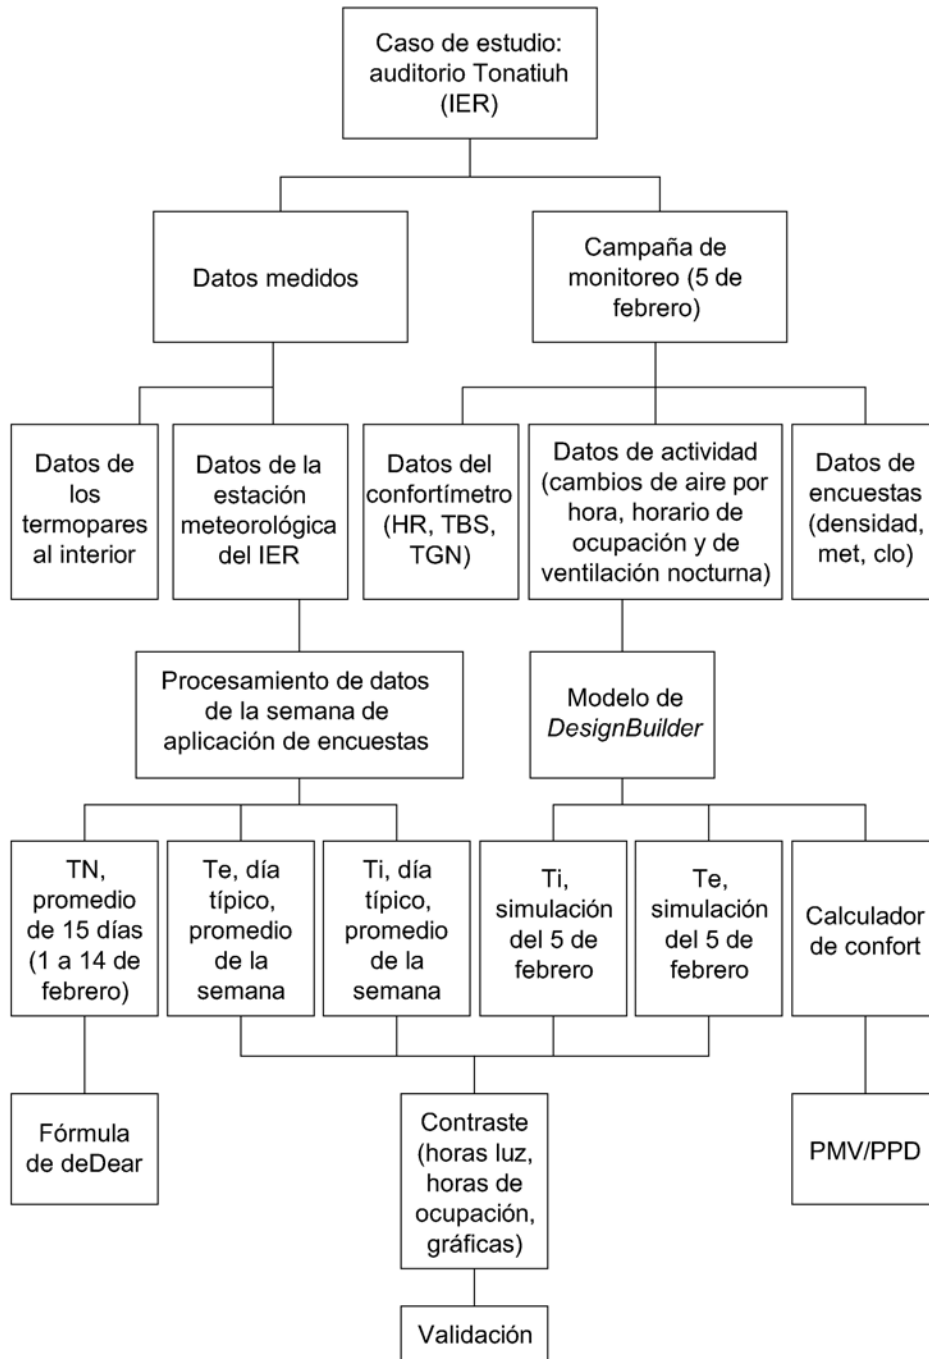 Caso de estudio:
auditorio Tonatiuh
(IER)
Datos medidos
Campaña de
monitoreo (5 de
febrero)
Datos de
los
termopares
al interior
Datos de la
estación
meteorológica
del IER
Datos del
confortímetro
(HR, TBS,
TGN)
Datos de actividad
(cambios de aire por
hora, horario de
ocupación y de
ventilación nocturna)
Datos de
encuestas
(densidad,
met, clo)
Procesamiento de datos
de la semana de
aplicación de encuestas
Modelo de
DesignBuilder
TN,
promedio
de 15 días
(1 a 14 de
febrero)
Te, día
típico,
promedio
de la
semana
Ti, día
típico,
promedio
de la
semana
Ti,
simulación
del 5 de
febrero
Te,
simulación
del 5 de
febrero
Calculador
de confort
Fórmula
de deDear
Contraste
(horas luz,
horas de
ocupación,
gráficas)
PMV/PPD
Validación